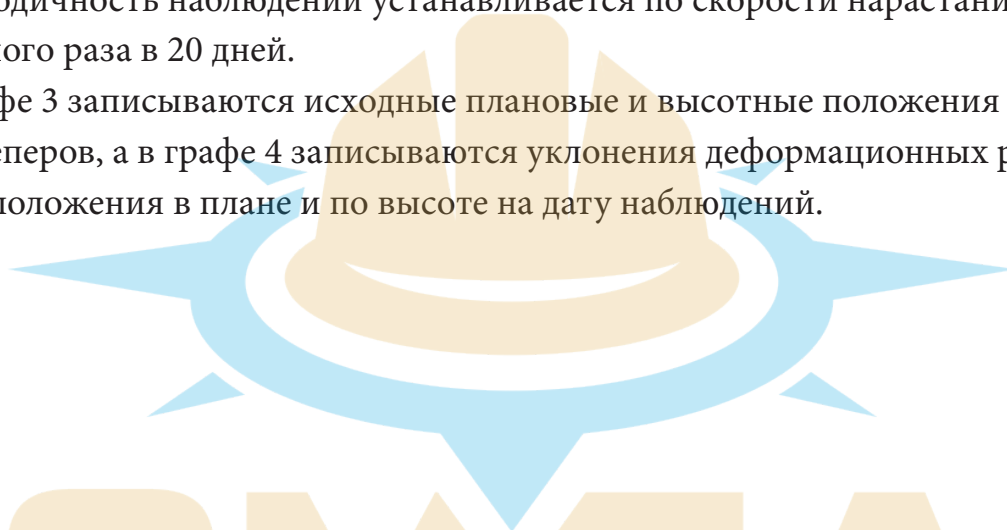 одичность наблюдений устанавливается по скорости нарастани
ого раза в 20 дней.
фе 3 записываются исходные плановые и высотные положения
еперов, а в графе 4 записываются уклонения деформационных р
положения в плане и по высоте на дату наблюдений.